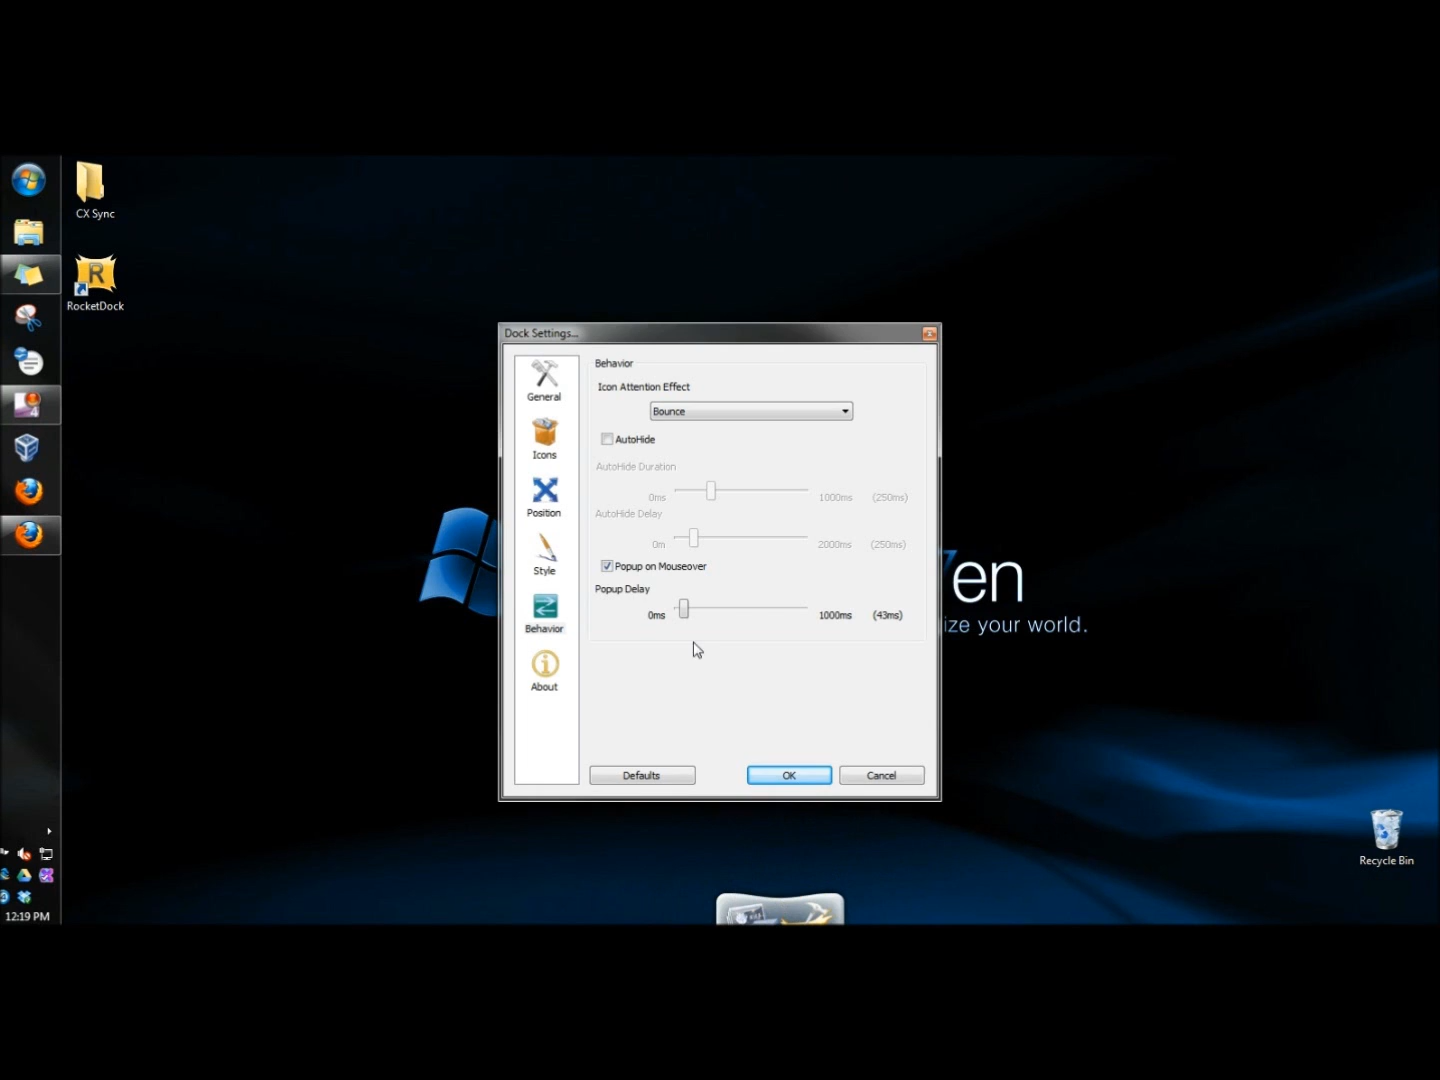 CX Sync
RocketDock
Dock Settings...
General
Icons
Position
Style
Behavior
About
Behavior
Icon Attention Effect
Bounce
AutoHide
AutoHide Duration
0ms 1000ms (250ms)
AutoHide Delay
0m 2000ms (250ms)
Popup on Mouseover
Popup Delay
0ms 1000ms (43ms)
Defaults OK Cancel
en
ize your world.
Recycle Bin
12:19 PM